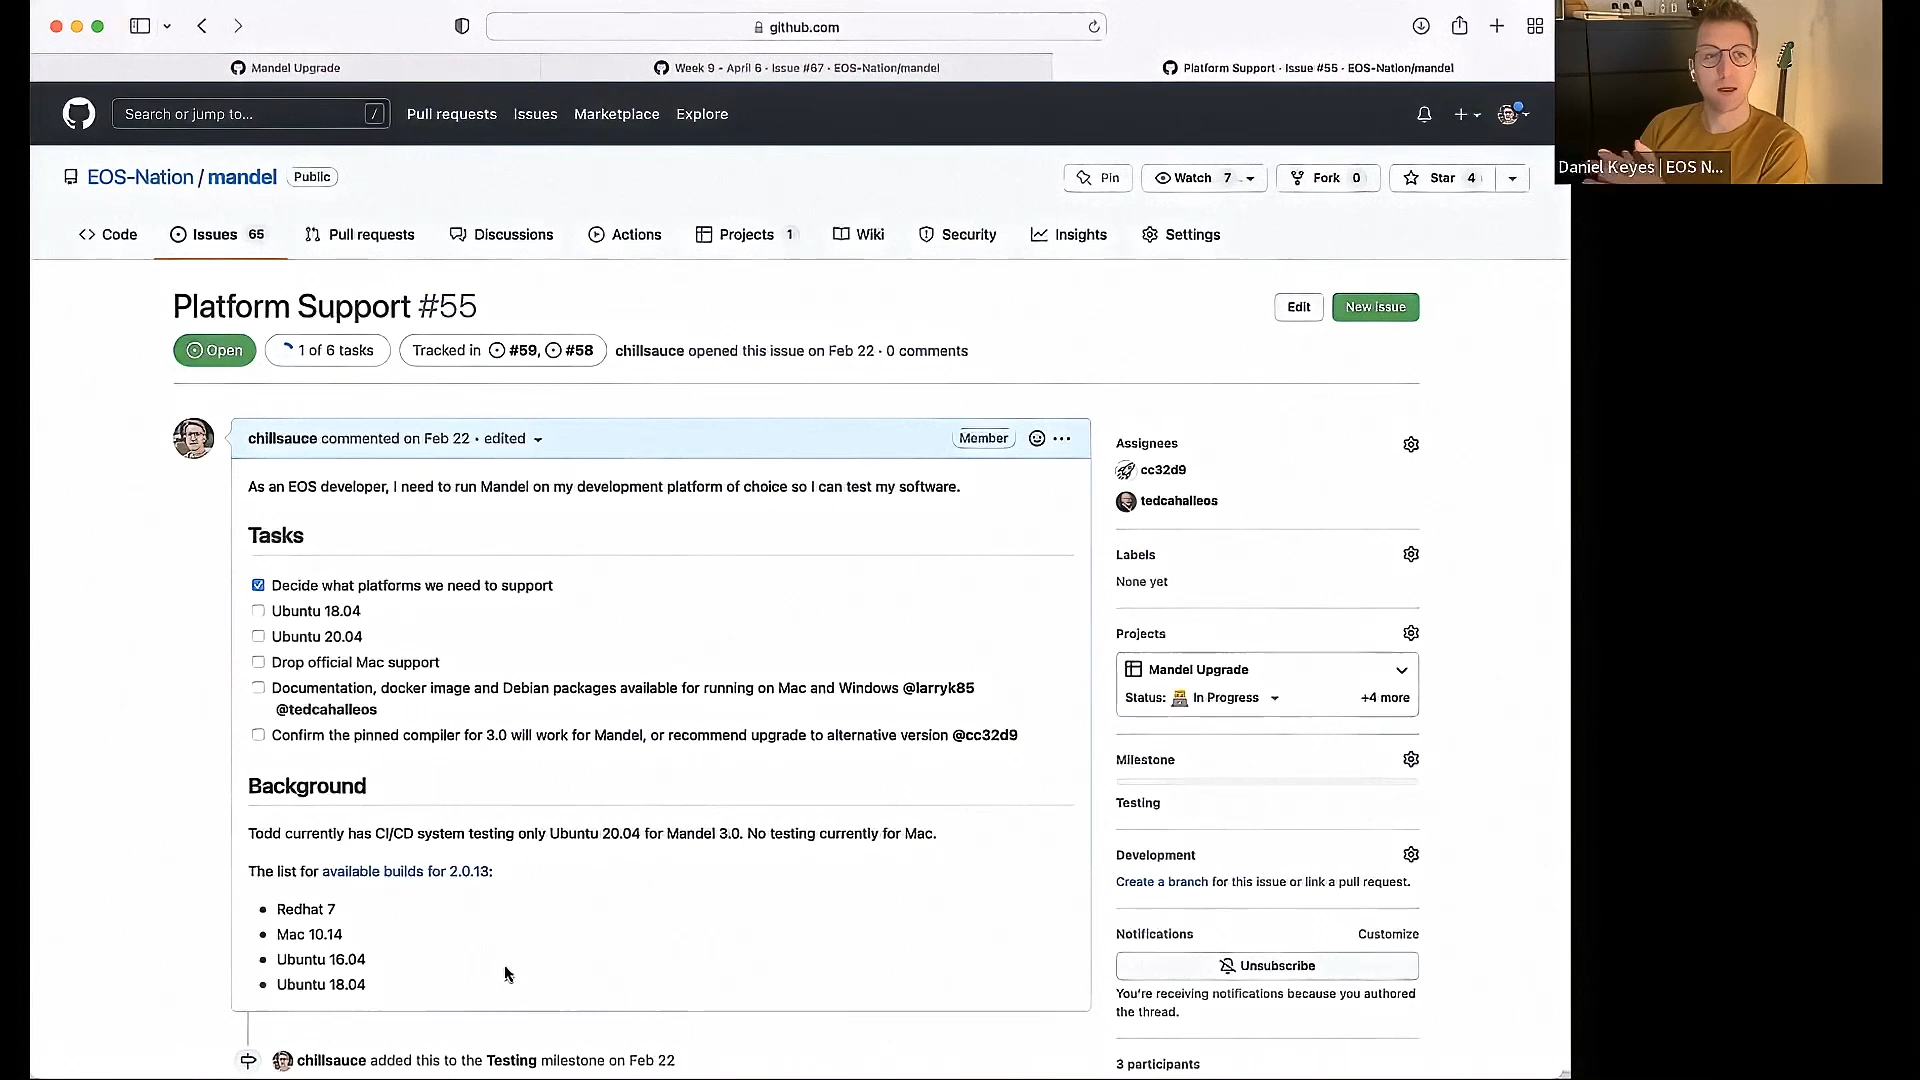 github.com
Mandel Upgrade
Week 9 - April 6 · Issue #67 · EOS-Nation/mandel
Platform Support · Issue #55 · EOS-Nation/mandel
Search or jump to...
/
Pull requests
Issues
Marketplace
Explore
Daniel Keyes | EOS N...
EOS-Nation / mandel
Public
Pin
Watch 7
Fork 0
Star 4
Code
Issues 65
Pull requests
Discussions
Actions
Projects 1
Wiki
Security
Insights
Settings
Platform Support #55
Edit
New issue
Open
1 of 6 tasks
Tracked in #59, #58
chillsauce opened this issue on Feb 22 · 0 comments
chillsauce commented on Feb 22 · edited
Member
As an EOS developer, I need to run Mandel on my development platform of choice so I can test my software.
Tasks
Decide what platforms we need to support
Ubuntu 18.04
Ubuntu 20.04
Drop official Mac support
Documentation, docker image and Debian packages available for running on Mac and Windows @larryk85
@tedcahalleos
Confirm the pinned compiler for 3.0 will work for Mandel, or recommend upgrade to alternative version @cc32d9
Background
Todd currently has CI/CD system testing only Ubuntu 20.04 for Mandel 3.0. No testing currently for Mac.
The list for available builds for 2.0.13:
Redhat 7
Mac 10.14
Ubuntu 16.04
Ubuntu 18.04
chillsauce added this to the Testing milestone on Feb 22
Assignees
cc32d9
tedcahalleos
Labels
None yet
Projects
Mandel Upgrade
Status: In Progress
+4 more
Milestone
Testing
Development
Create a branch for this issue or link a pull request.
Notifications
Customize
Unsubscribe
You're receiving notifications because you authored
the thread.
3 participants